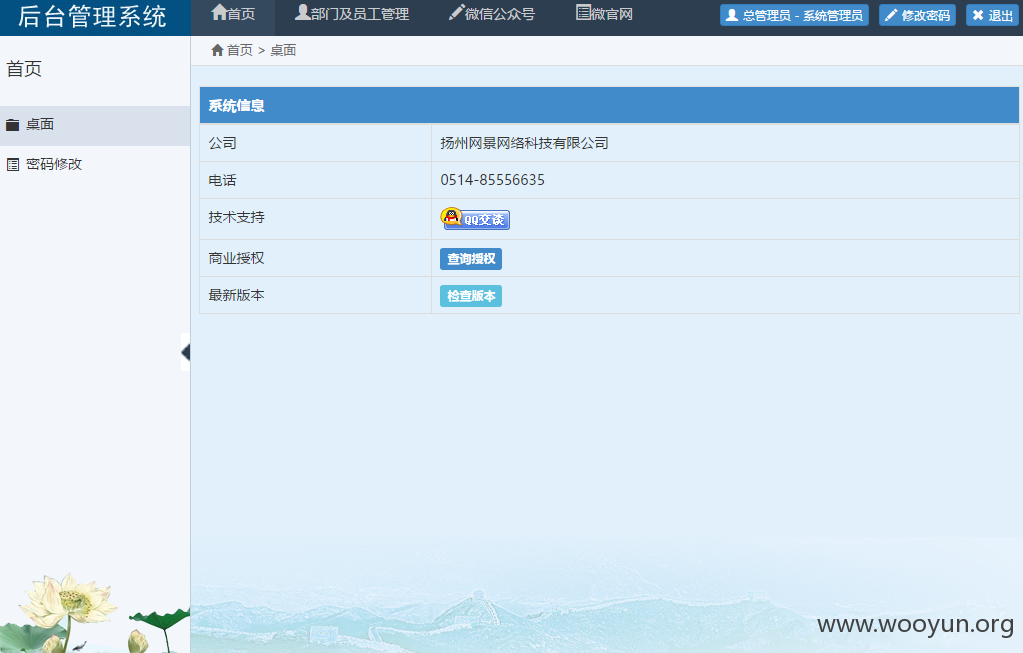 后台管理系统
首页 部门及员工管理 微信公众号 微官网 总管理员 - 系统管理员 修改密码 退出
首页 > 桌面
首页
桌面
密码修改
系统信息
公司 扬州网景网络科技有限公司
电话 0514-85556635
技术支持 QQ交谈
商业授权 查询授权
最新版本 检查版本
www.wooyun.org